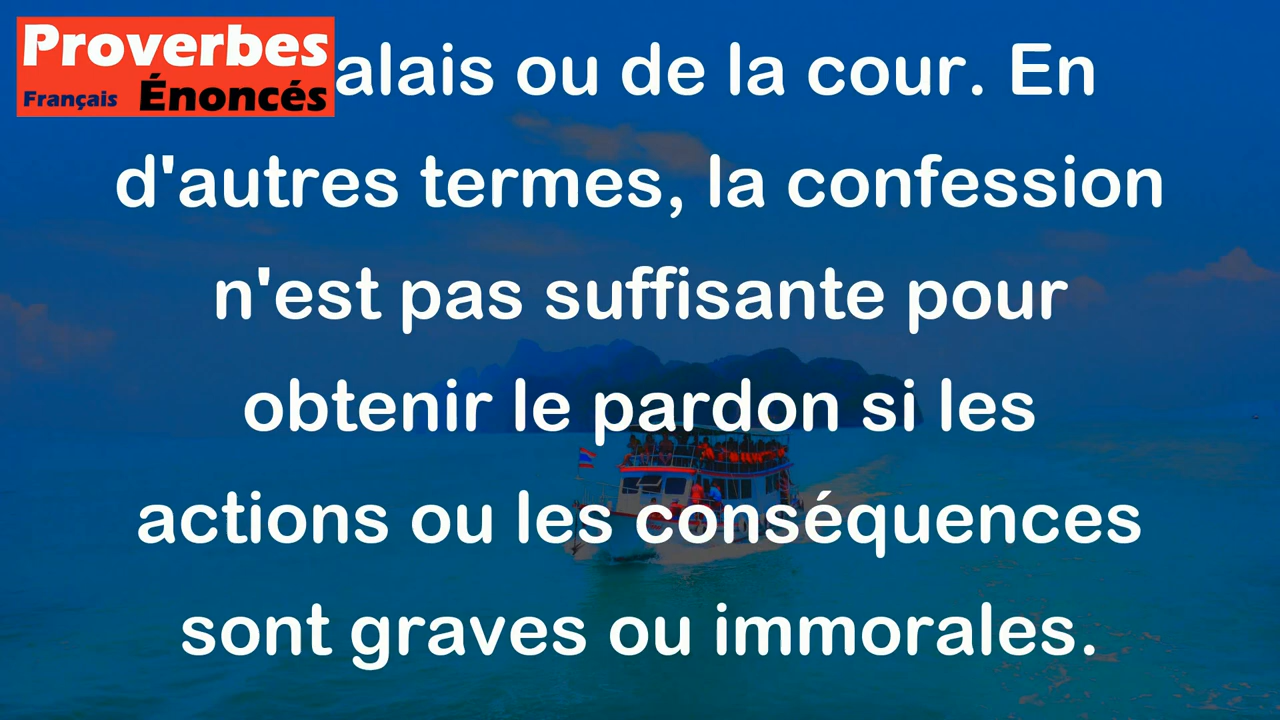 Proverbes
Français Énoncés
alais ou de la cour. En
d'autres termes, la confession
n'est pas suffisante pour
obtenir le pardon si les
actions ou les conséquences
sont graves ou immorales.